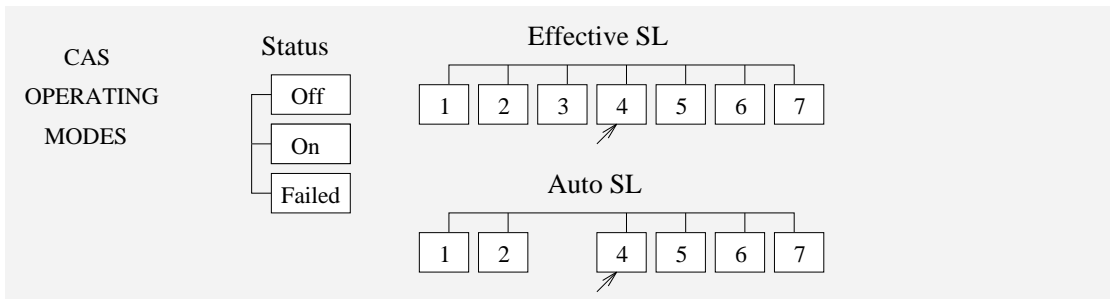 CAS
OPERATING
MODES
Status
Off
On
Failed
Effective SL
1 2 3 4 5 6 7
Auto SL
1 2 4 5 6 7